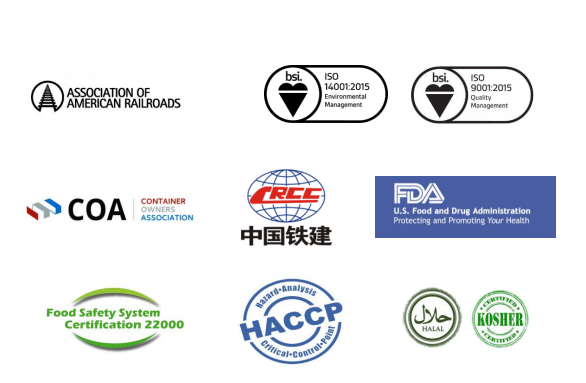 ASSOCIATION OF
AMERICAN RAILROADS
bsi.
ISO
14001:2015
Environmental
Management
bsi.
ISO
9001:2015
Quality
Management
COA
CONTAINER
OWNERS
ASSOCIATION
CRCC
中国铁建
FDA
U.S. Food and Drug Administration
Protecting and Promoting Your Health
Food Safety System
Certification 22000
Hazard•Analysis
HACCP
Critical•Control•Point
حلال
HALAL
CERTIFIED
KOSHER
CERTIFIED